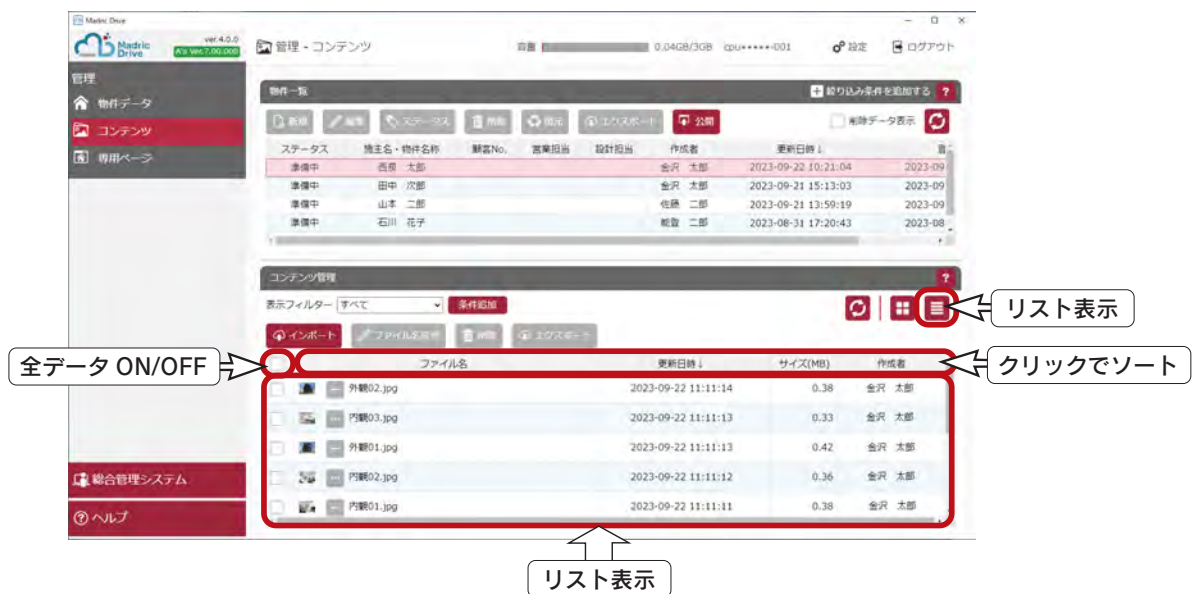 Madric Drive
Madric Drive
ver.4.0.0
A's Ver.7.00.000
管理 - コンテンツ
容量
0.04GB/3GB
cpu*****-001
設定
ログアウト
管理
物件データ
コンテンツ
専用ページ
総合管理システム
ヘルプ
物件一覧
絞り込み条件を追加する ?
新規 編集 ステータス 削除 復元 エクスポート 公開 削除データ表示
ステータス 施主名・物件名称 顧客No. 営業担当 設計担当 作成者 更新日時↓
準備中 西泉 太郎 金沢 太郎 2023-09-22 10:21:04 2023-09
準備中 田中 次郎 金沢 太郎 2023-09-21 15:13:03 2023-09
準備中 山本 二郎 佐藤 二郎 2023-09-21 13:59:19 2023-09
準備中 石川 花子 能登 二郎 2023-08-31 17:20:43 2023-08
コンテンツ管理 ?
表示フィルター すべて 条件追加
リスト表示
インポート ファイル名変更 削除 エクスポート
全データ ON/OFF
ファイル名 更新日時↓ サイズ(MB) 作成者
クリックでソート
外観02.jpg 2023-09-22 11:11:14 0.38 金沢 太郎
内観03.jpg 2023-09-22 11:11:13 0.33 金沢 太郎
外観01.jpg 2023-09-22 11:11:13 0.42 金沢 太郎
内観02.jpg 2023-09-22 11:11:12 0.36 金沢 太郎
内観01.jpg 2023-09-22 11:11:11 0.38 金沢 太郎
リスト表示